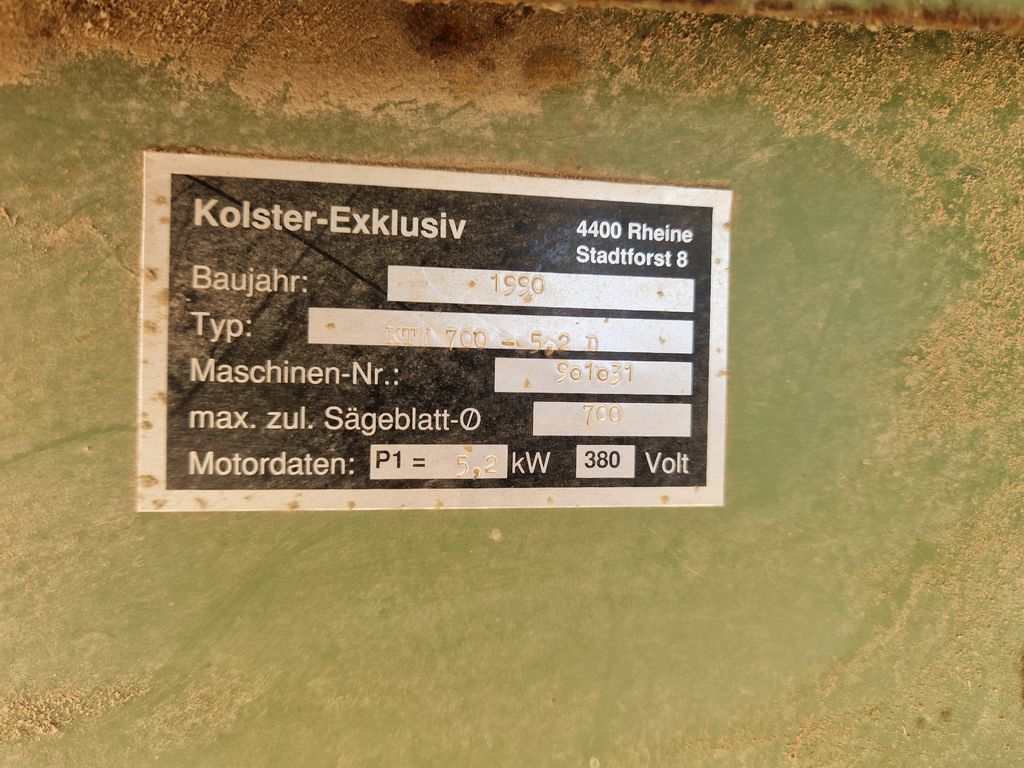 Kolster-Exklusiv
4400 Rheine
Stadtforst 8
Baujahr: 1990
Typ: 700 - 5,2 D
Maschinen-Nr.: 901031
max. zul. Sägeblatt-Ø 700
Motordaten: P1 = 5,2 kW 380 Volt